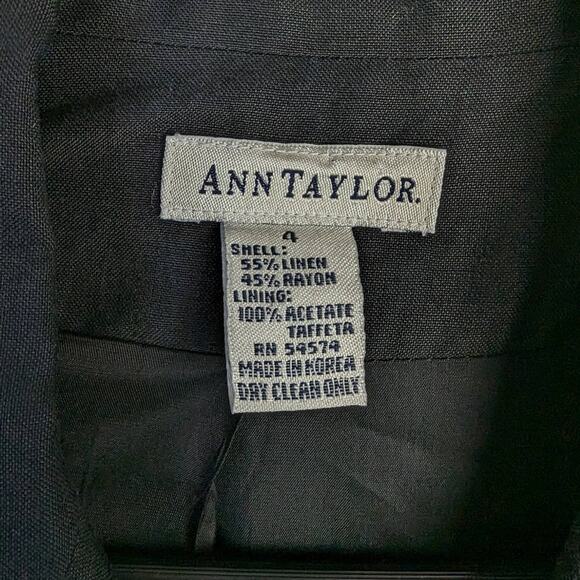 ANN TAYLOR.
4
SHELL:
55% LINEN
45% RAYON
LINING:
100% ACETATE
TAFFETA
RN 54574
MADE IN KOREA
DRY CLEAN ONLY